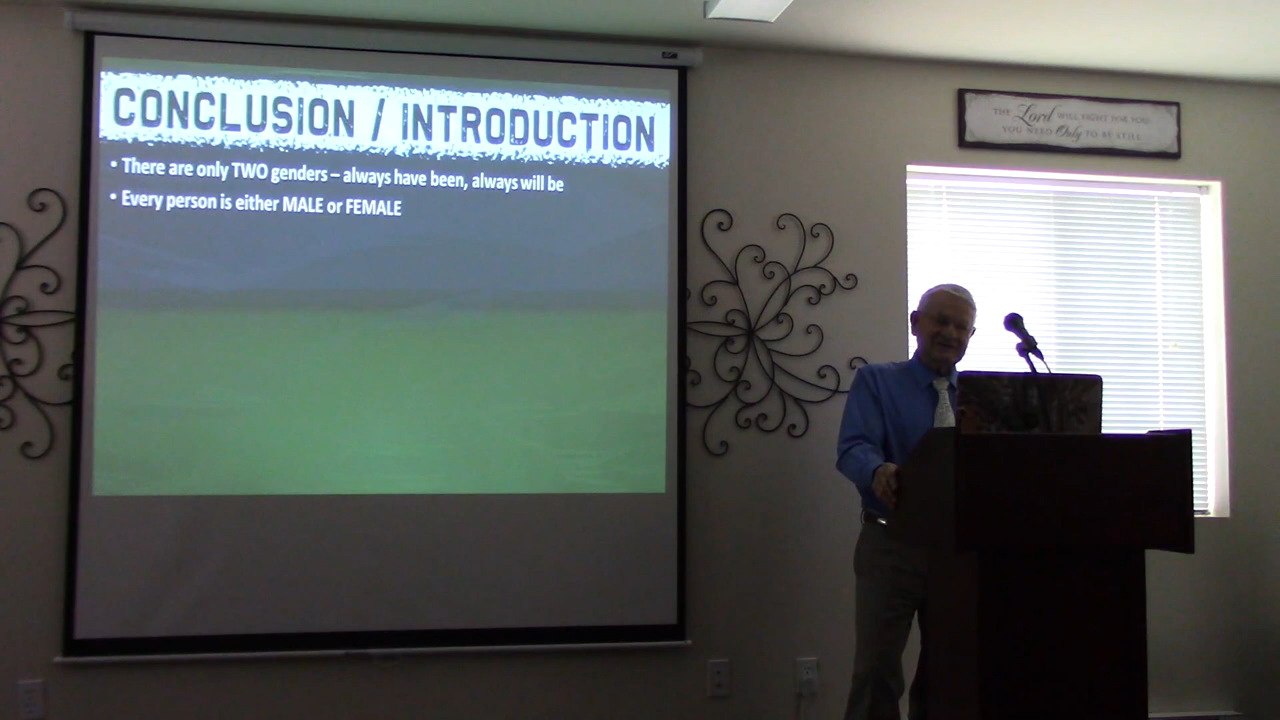 CONCLUSION / INTRODUCTION
• There are only TWO genders – always have been, always will be
• Every person is either MALE or FEMALE
THE Lord WILL FIGHT FOR YOU
YOU NEED Only TO BE STILL